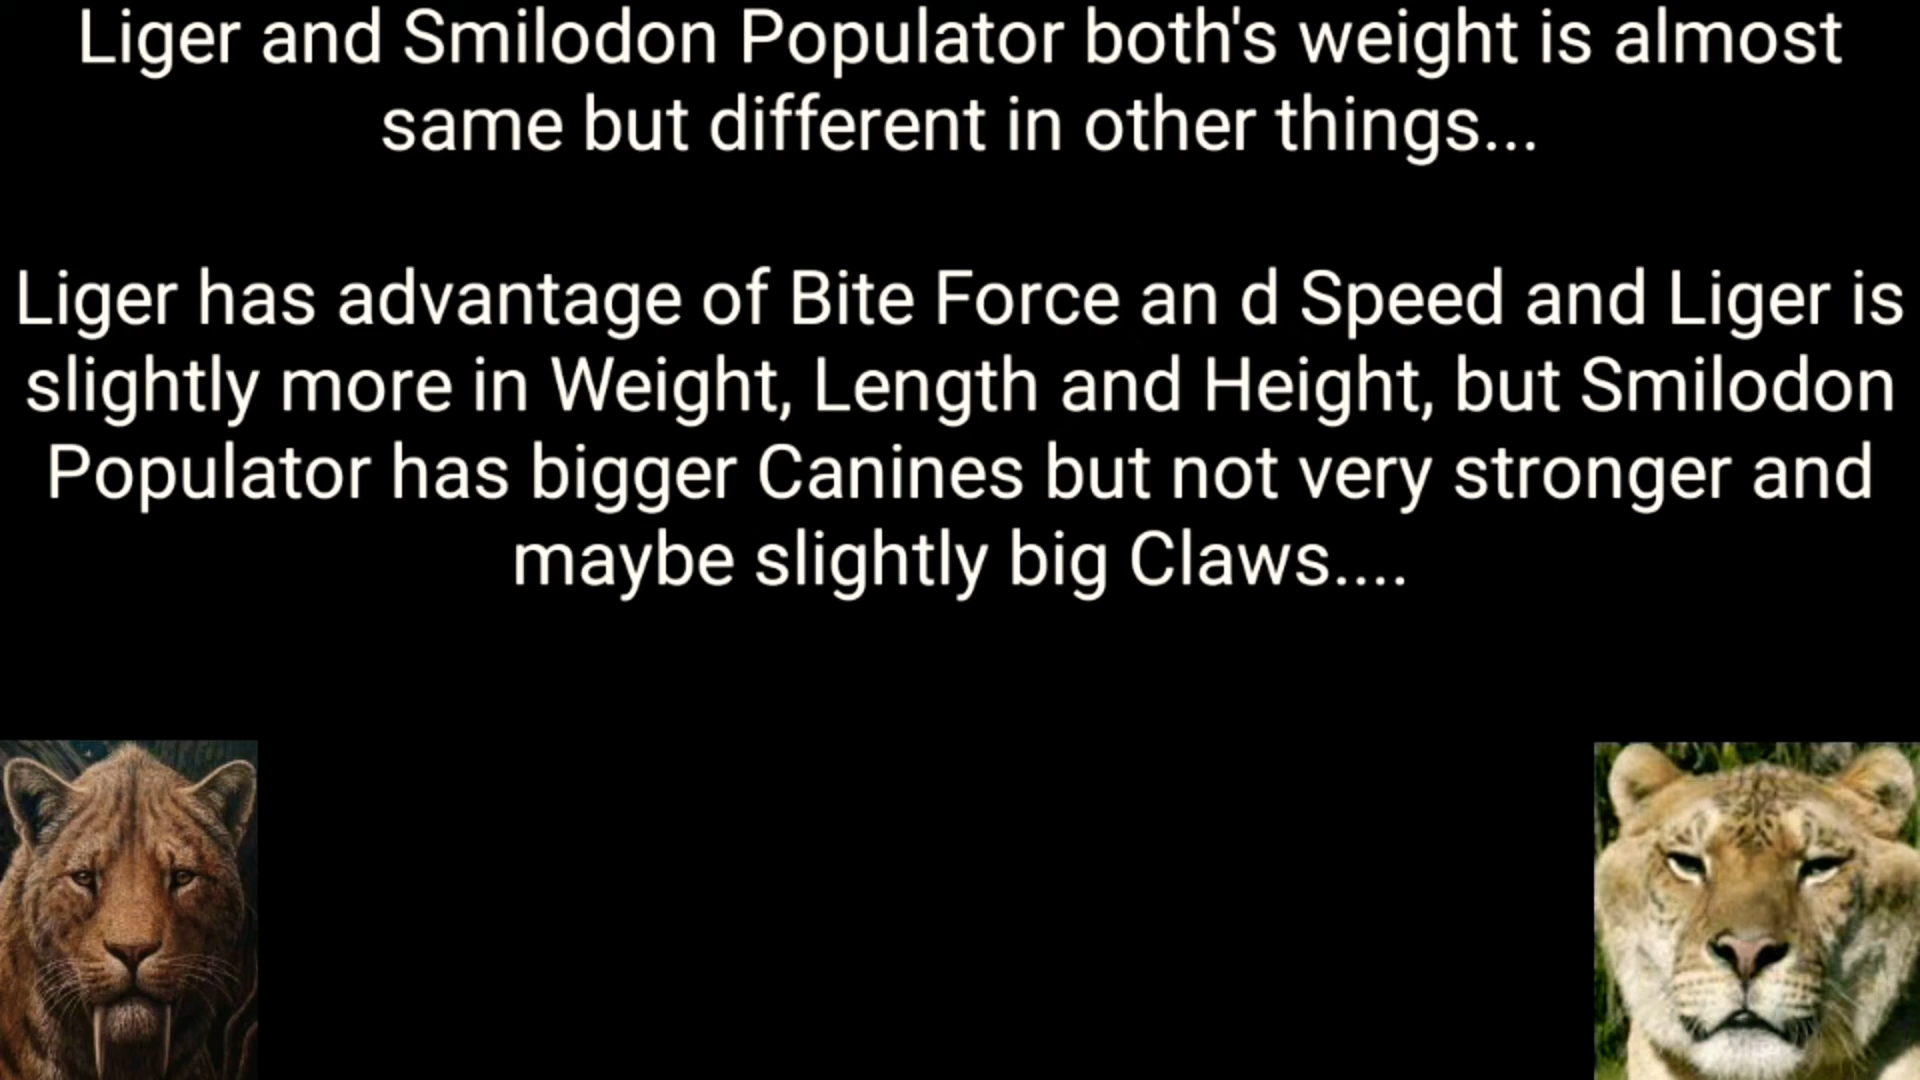 Liger and Smilodon Populator both's weight is almost
same but different in other things...
Liger has advantage of Bite Force an d Speed and Liger is
slightly more in Weight, Length and Height, but Smilodon
Populator has bigger Canines but not very stronger and
maybe slightly big Claws....